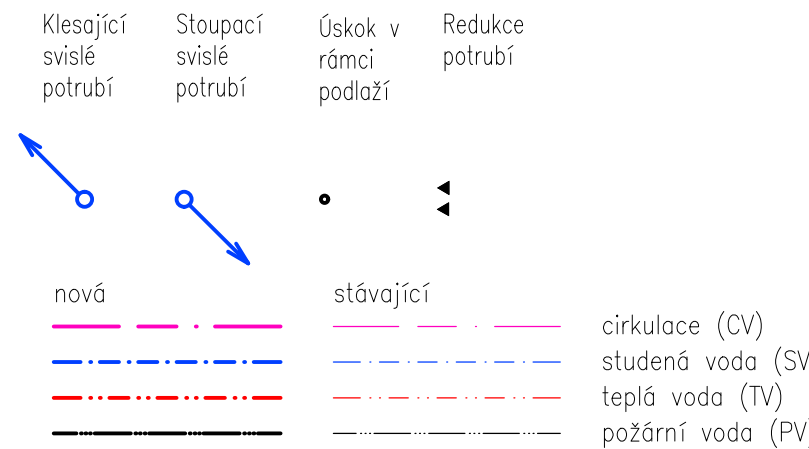 Klesající
svislé
potrubí
Stoupací
svislé
potrubí
Úskok v
rámci
podlaží
Redukce
potrubí
nová
stávající
cirkulace (CV)
studená voda (SV
teplá voda (TV)
požární voda (PV)